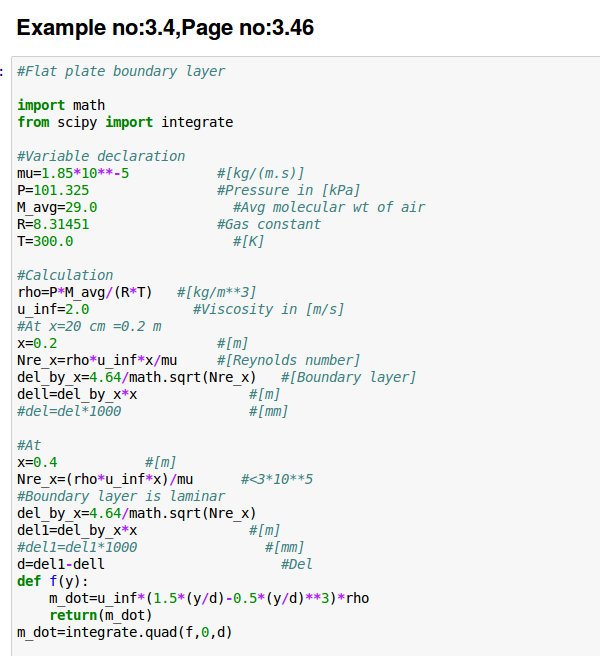 Example no:3.4,Page no:3.46
: #Flat plate boundary layer
import math
from scipy import integrate
#Variable declaration
mu=1.85*10**-5 #[kg/(m.s)]
P=101.325 #Pressure in [kPa]
M_avg=29.0 #Avg molecular wt of air
R=8.31451 #Gas constant
T=300.0 #[K]
#Calculation
rho=P*M_avg/(R*T) #[kg/m**3]
u_inf=2.0 #Viscosity in [m/s]
#At x=20 cm =0.2 m
x=0.2 #[m]
Nre_x=rho*u_inf*x/mu #[Reynolds number]
del_by_x=4.64/math.sqrt(Nre_x) #[Boundary layer]
dell=del_by_x*x #[m]
#del=del*1000 #[mm]
#At
x=0.4 #[m]
Nre_x=(rho*u_inf*x)/mu #<3*10**5
#Boundary layer is laminar
del_by_x=4.64/math.sqrt(Nre_x)
del1=del_by_x*x #[m]
#del1=del1*1000 #[mm]
d=del1-dell #Del
def f(y):
    m_dot=u_inf*(1.5*(y/d)-0.5*(y/d)**3)*rho
    return(m_dot)
m_dot=integrate.quad(f,0,d)